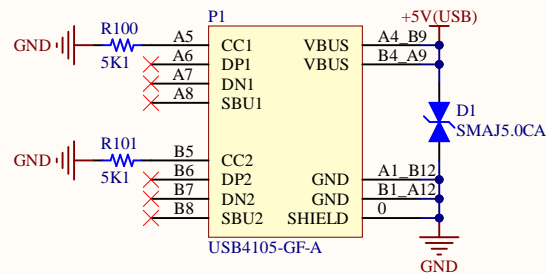 P1
+5V(USB)
R100
GND
5K1
A5
CC1
VBUS
A4_B9
A6
DP1
VBUS
B4_A9
A7
DN1
A8
SBU1
D1
SMAJ5.0CA
R101
GND
5K1
B5
CC2
B6
DP2
GND
A1_B12
B7
DN2
GND
B1_A12
B8
SBU2
SHIELD
0
USB4105-GF-A
GND